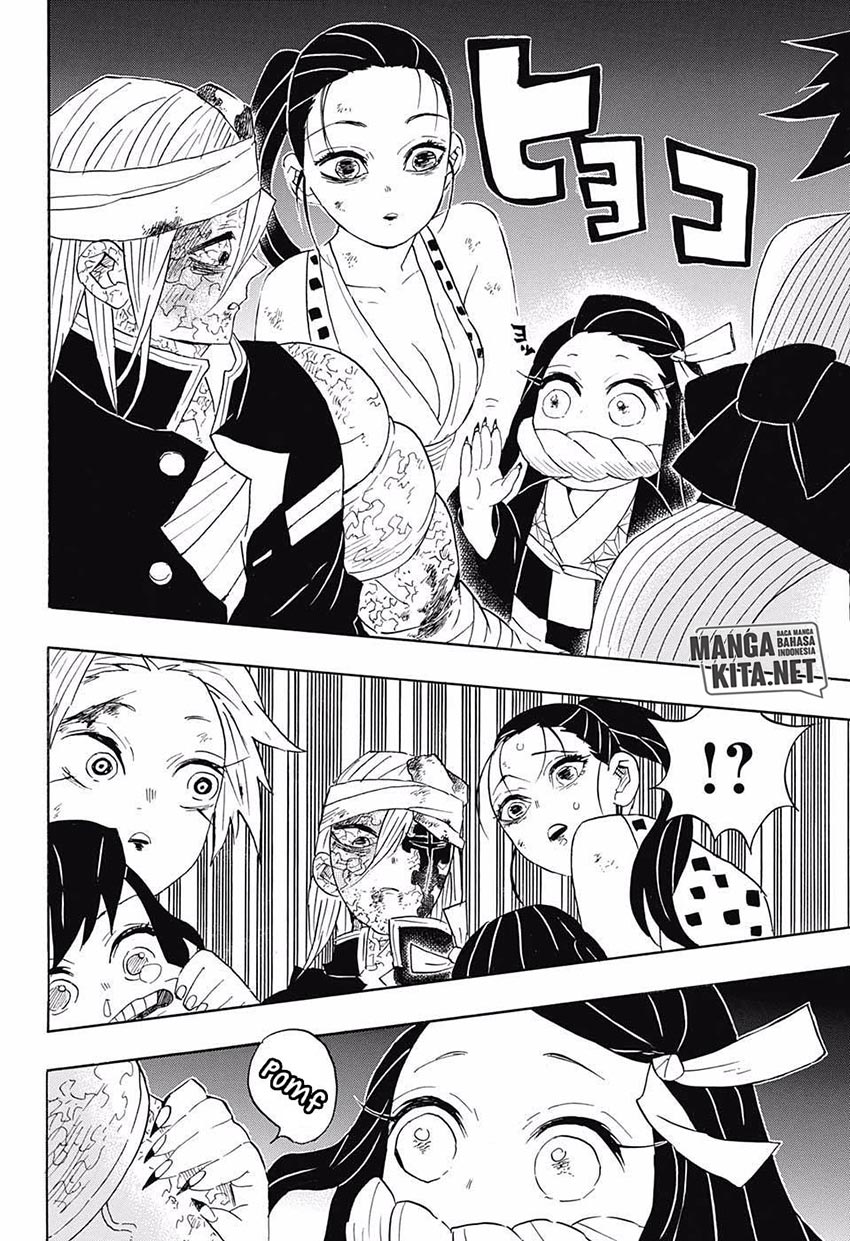 ヒョコ
MANGA
BACA MANGA
BAHASA
INDONESIA
KITA.NET
!?
POMF